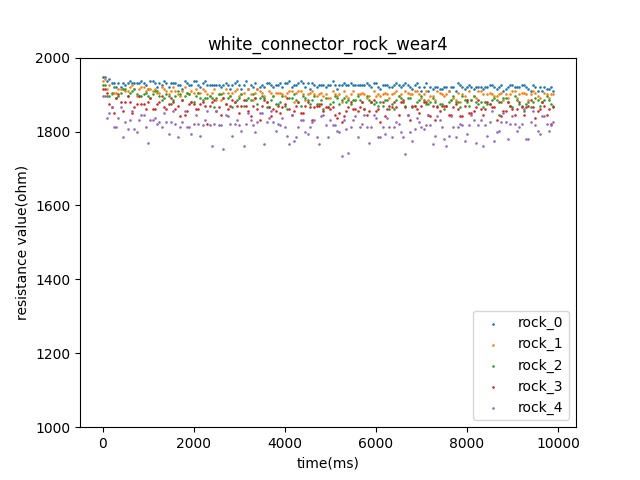 white_connector_rock_wear4
resistance value(ohm)
2000
1800
1600
1400
1200
1000
0 2000 4000 6000 8000 10000
time(ms)
rock_0
rock_1
rock_2
rock_3
rock_4